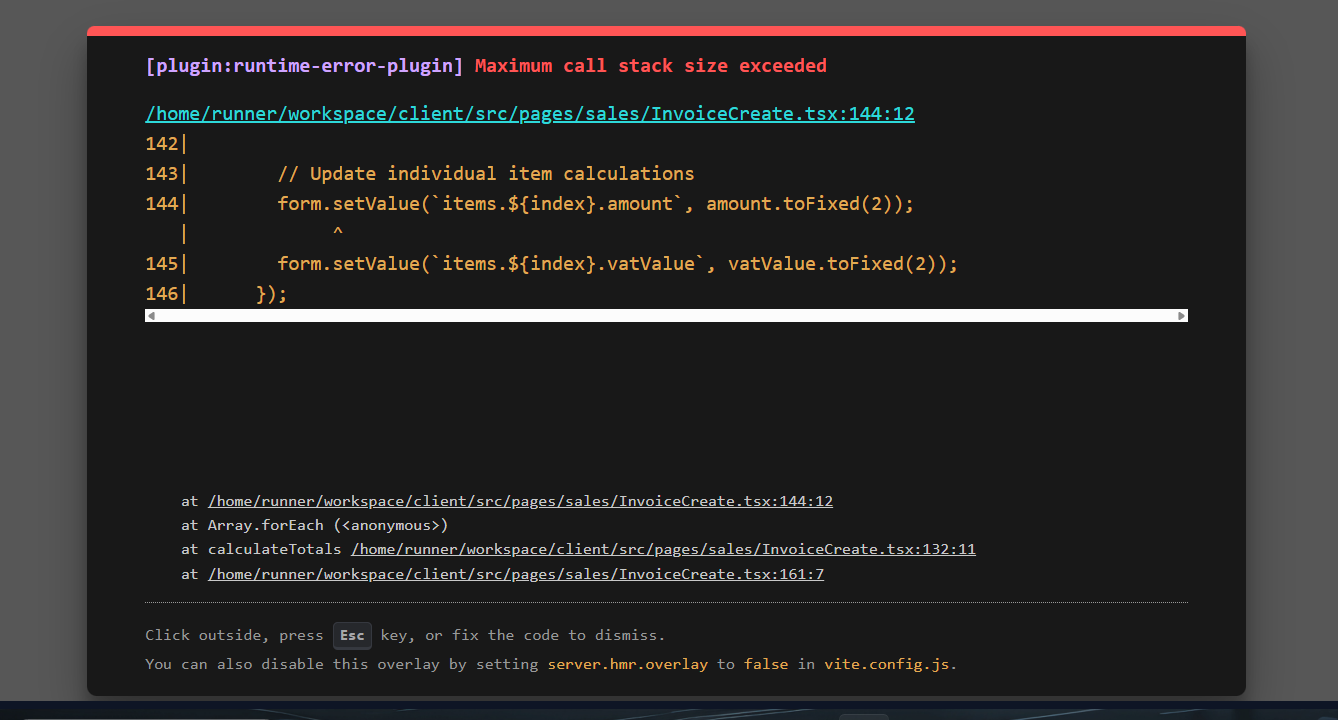 [plugin:runtime-error-plugin] Maximum call stack size exceeded
/home/runner/workspace/client/src/pages/sales/InvoiceCreate.tsx:144:12
142|
143|        // Update individual item calculations
144|        form.setValue(`items.${index}.amount`, amount.toFixed(2));
   |             ^
145|        form.setValue(`items.${index}.vatValue`, vatValue.toFixed(2));
146|      });
at /home/runner/workspace/client/src/pages/sales/InvoiceCreate.tsx:144:12
at Array.forEach (<anonymous>)
at calculateTotals /home/runner/workspace/client/src/pages/sales/InvoiceCreate.tsx:132:11
at /home/runner/workspace/client/src/pages/sales/InvoiceCreate.tsx:161:7
Click outside, press Esc key, or fix the code to dismiss.
You can also disable this overlay by setting server.hmr.overlay to false in vite.config.js.